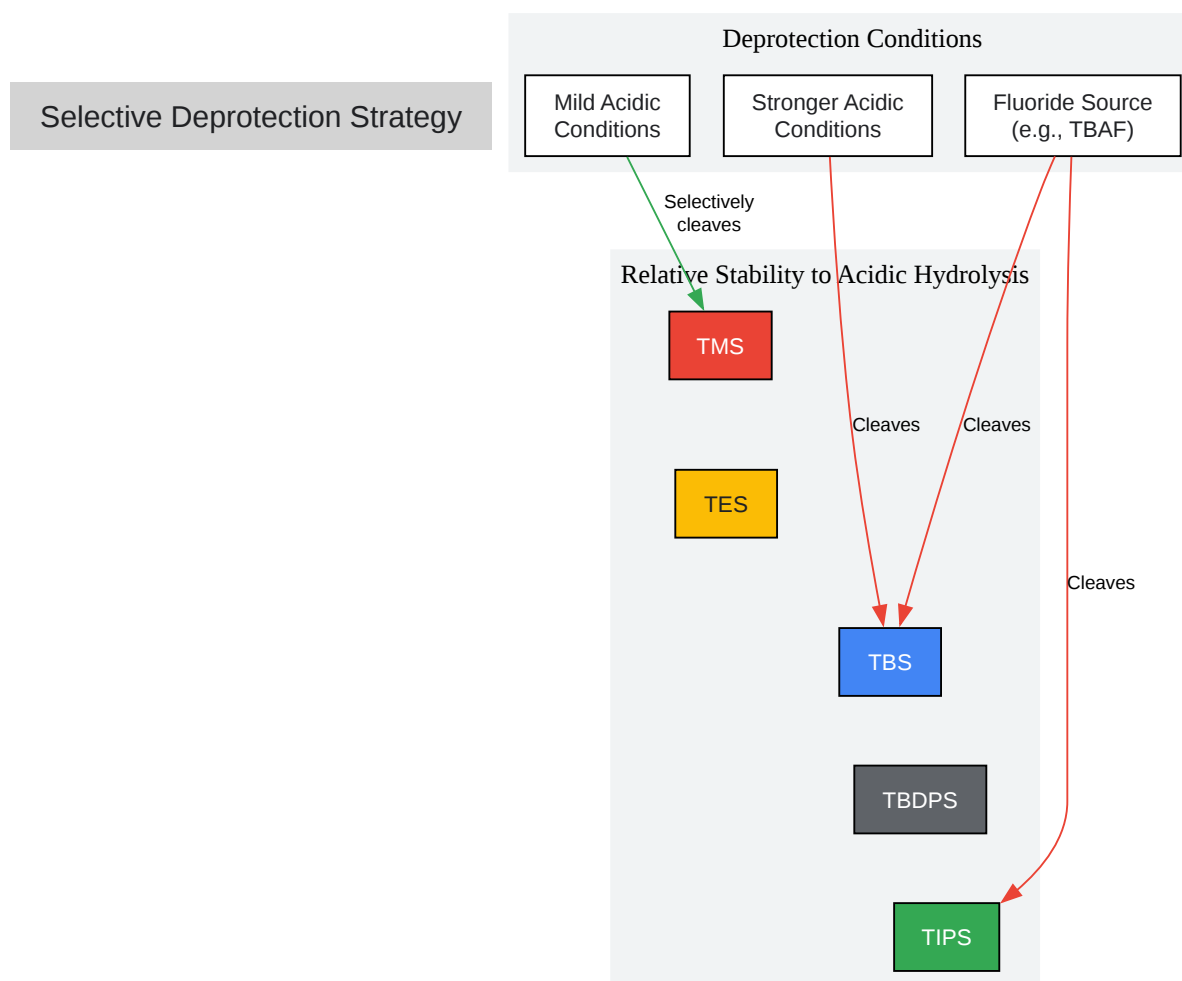 Deprotection Conditions
Selective Deprotection Strategy
Mild Acidic
Conditions
Stronger Acidic
Conditions
Fluoride Source
(e.g., TBAF)
Selectively
cleaves
Relative Stability to Acidic Hydrolysis
TMS
Cleaves
Cleaves
TES
Cleaves
TBS
TBDPS
TIPS